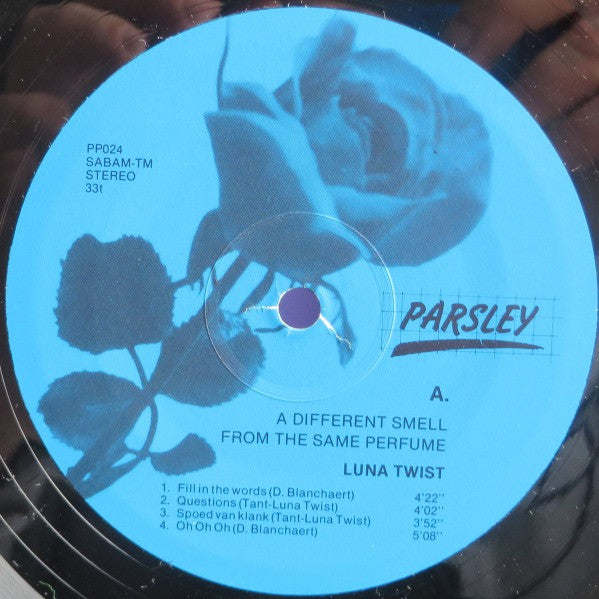 PP024
SABAM-TM
STEREO
33t
PARSLEY
A.
A DIFFERENT SMELL
FROM THE SAME PERFUME
LUNA TWIST
1. Fill in the words (D. Blanchaert) 4'22''
2. Questions (Tant-Luna Twist) 4'02''
3. Spoed van klank (Tant-Luna Twist) 3'52''
4. Oh Oh Oh (D. Blanchaert) 5'08''